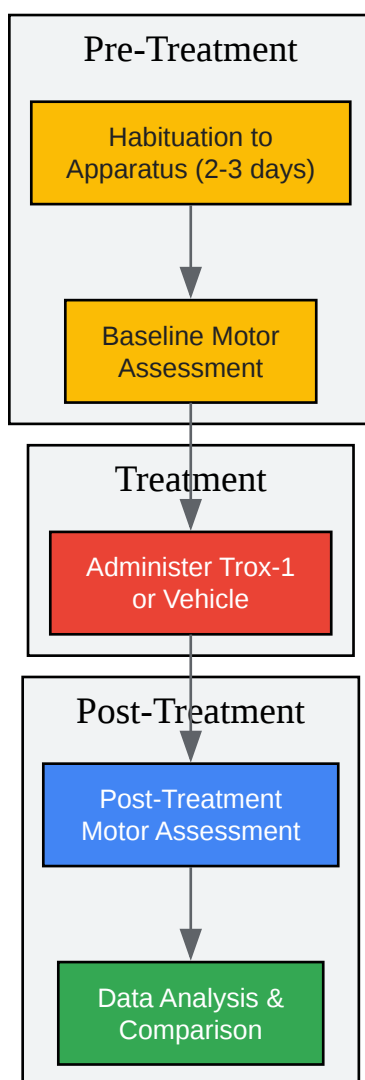 Pre-Treatment
Habituation to
Apparatus (2-3 days)
Baseline Motor
Assessment
Treatment
Administer Trox-1
or Vehicle
Post-Treatment
Post-Treatment
Motor Assessment
Data Analysis &
Comparison